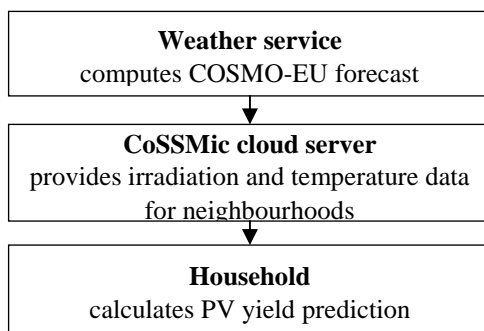 Weather service
computes COSMO-EU forecast
CoSSMic cloud server
provides irradiation and temperature data
for neighbourhoods
Household
calculates PV yield prediction